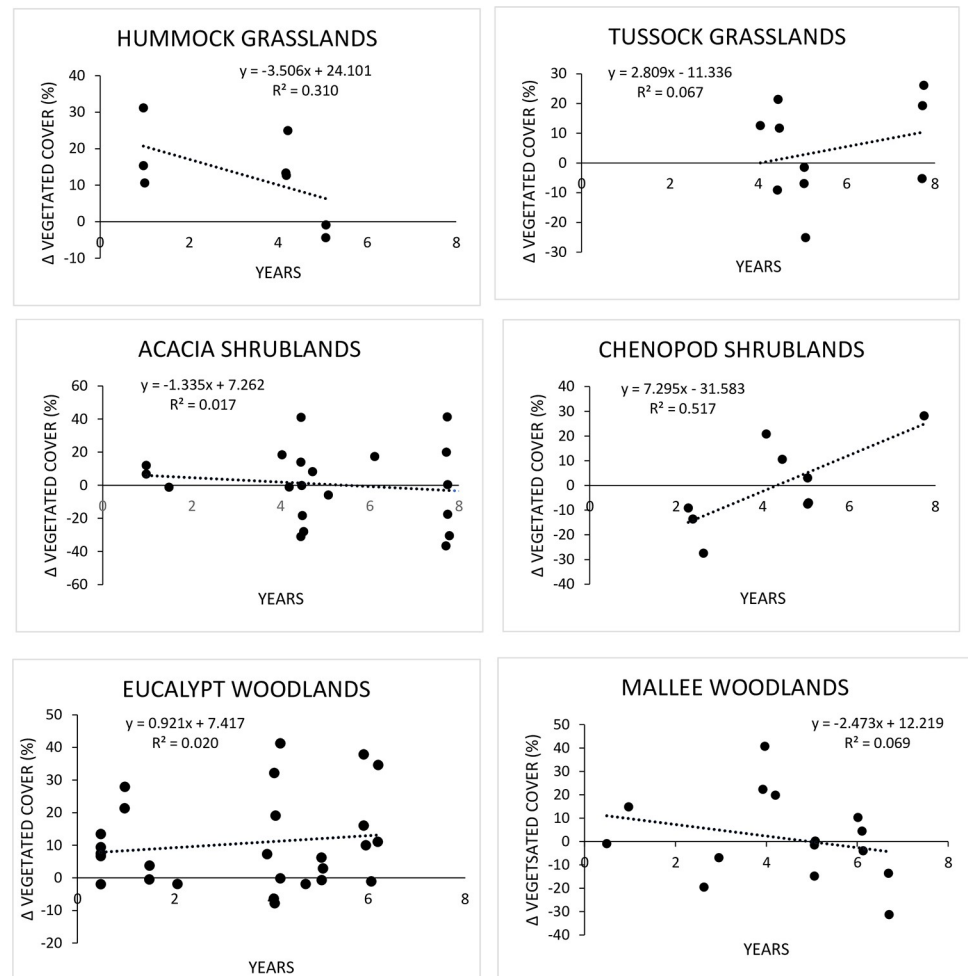 HUMMOCK GRASSLANDS
y = -3.506x + 24.101
R² = 0.310
Δ VEGETATED COVER (%)
40
30
20
10
0
-10
0 2 4 6 8
YEARS
TUSSOCK GRASSLANDS
y = 2.809x - 11.336
R² = 0.067
Δ VEGETATED COVER (%)
30
20
10
0
-10
-20
-30
0 2 4 6 8
YEARS
ACACIA SHRUBLANDS
y = -1.335x + 7.262
R² = 0.017
Δ VEGETATED COVER (%)
60
40
20
0
-20
-40
-60
0 2 4 6 8
YEARS
CHENOPOD SHRUBLANDS
y = 7.295x - 31.583
R² = 0.517
Δ VEGETATED COVER (%)
40
30
20
10
0
-10
-20
-30
-40
0 2 4 6 8
YEARS
EUCALYPT WOODLANDS
y = 0.921x + 7.417
R² = 0.020
Δ VEGETATED COVER (%)
50
40
30
20
10
0
-10
-20
0 2 4 6 8
YEARS
MALLEE WOODLANDS
y = -2.473x + 12.219
R² = 0.069
Δ VEGETSATED COVER (%)
50
40
30
20
10
0
-10
-20
-30
-40
0 2 4 6 8
YEARS